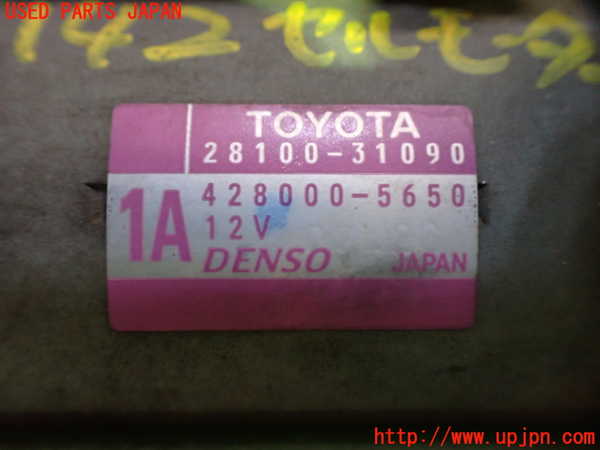 USED PARTS JAPAN
142 セルモータ
TOYOTA
28100-31090
1A
428000-5650
12V
DENSO JAPAN
http://www.upjpn.com